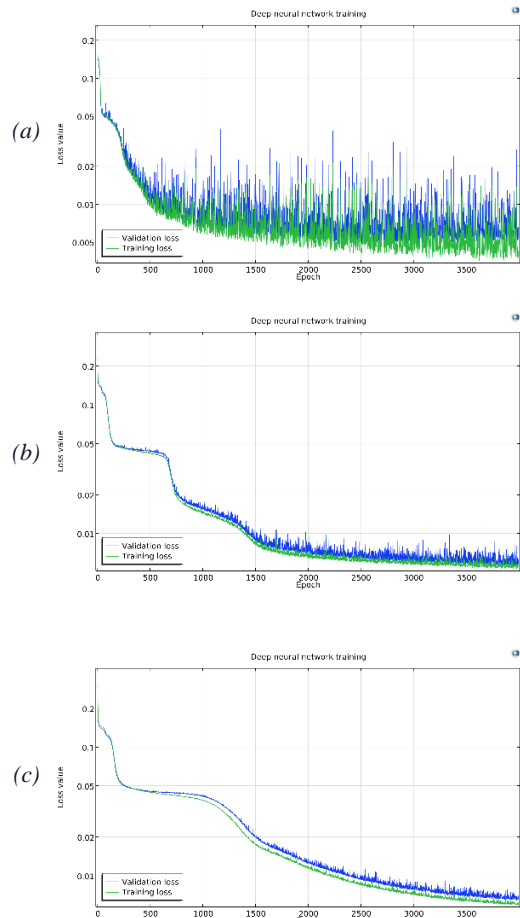 Deep neural network training
0.2
0.1
(a)
Loss value
0.05
0.02
0.01
0.005
Validation loss
Training loss
0 500 1000 1500 2000 2500 3000 3500
Epoch
Deep neural network training
0.2
0.1
(b)
Loss value
0.05
0.02
0.01
Validation loss
Training loss
0 500 1000 1500 2000 2500 3000 3500
Epoch
Deep neural network training
0.2
0.1
(c)
Loss value
0.05
0.02
0.01
Validation loss
Training loss
0 500 1000 1500 2000 2500 3000 3500